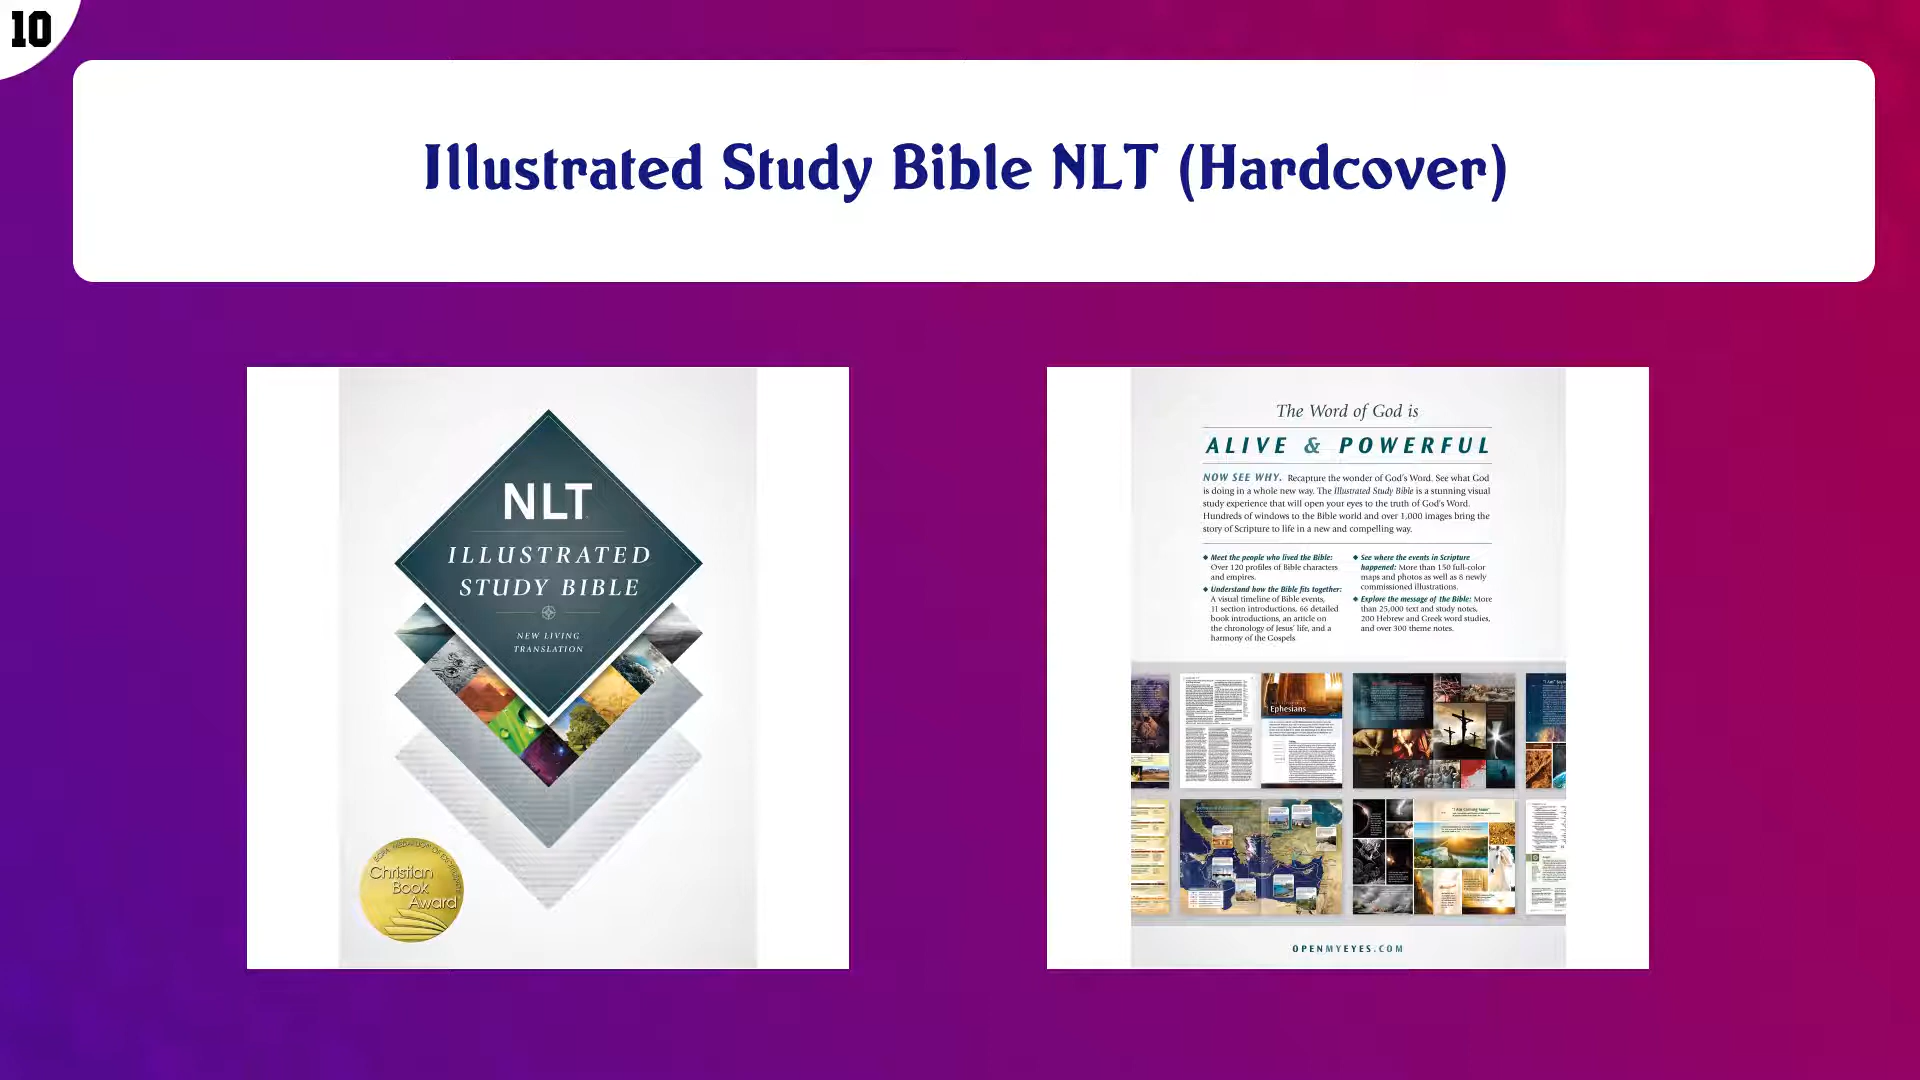 10
Illustrated Study Bible NLT (Hardcover)
NLT
ILLUSTRATED
STUDY BIBLE
NEW LIVING
TRANSLATION
Christian
Book
Award
The Word of God is
ALIVE & POWERFUL
NOW SEE WHY. Recapture the wonder of God's Word. See what God
is doing in a whole new way. The Illustrated Study Bible is a stunning visual
study experience that will open your eyes to the truth of God's Word.
Hundreds of windows to the Bible world and over 1,000 images bring the
story of Scripture to life in a new and compelling way.
◆ Meet the people who lived the Bible:
Over 120 profiles of Bible characters
and empires.
◆ Understand how the Bible fits together:
A visual timeline of Bible events,
11 section introductions, 66 detailed
book introductions, an article on
the chronology of Jesus' life, and a
harmony of the Gospels
◆ See where the events in Scripture
happened: More than 150 full-color
maps and photos as well as 8 newly
commissioned illustrations.
◆ Explore the message of the Bible: More
than 25,000 text and study notes,
200 Hebrew and Greek word studies,
and over 300 theme notes.
Ephesians
OPENMYEYES.COM